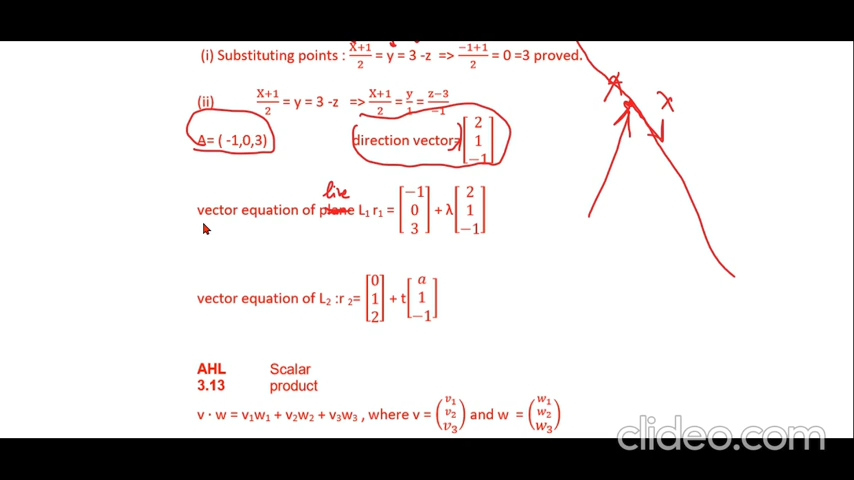 (i) Substituting points : X+1/2 = y = 3 -z => -1+1/2 = 0 =3 proved.
(ii) X+1/2 = y = 3 -z => X+1/2 = y/1 = z-3/-1
A= ( -1,0,3) direction vector= [2 1 -1]
live
vector equation of plane L₁ r₁ = [-1 0 3] + λ [2 1 -1]
vector equation of L₂ :r ₂= [0 1 2] + t [a 1 -1]
AHL Scalar
3.13 product
v · w = v₁w₁ + v₂w₂ + v₃w₃ , where v = (v₁ v₂ v₃) and w = (w₁ w₂ w₃)
clideo.com